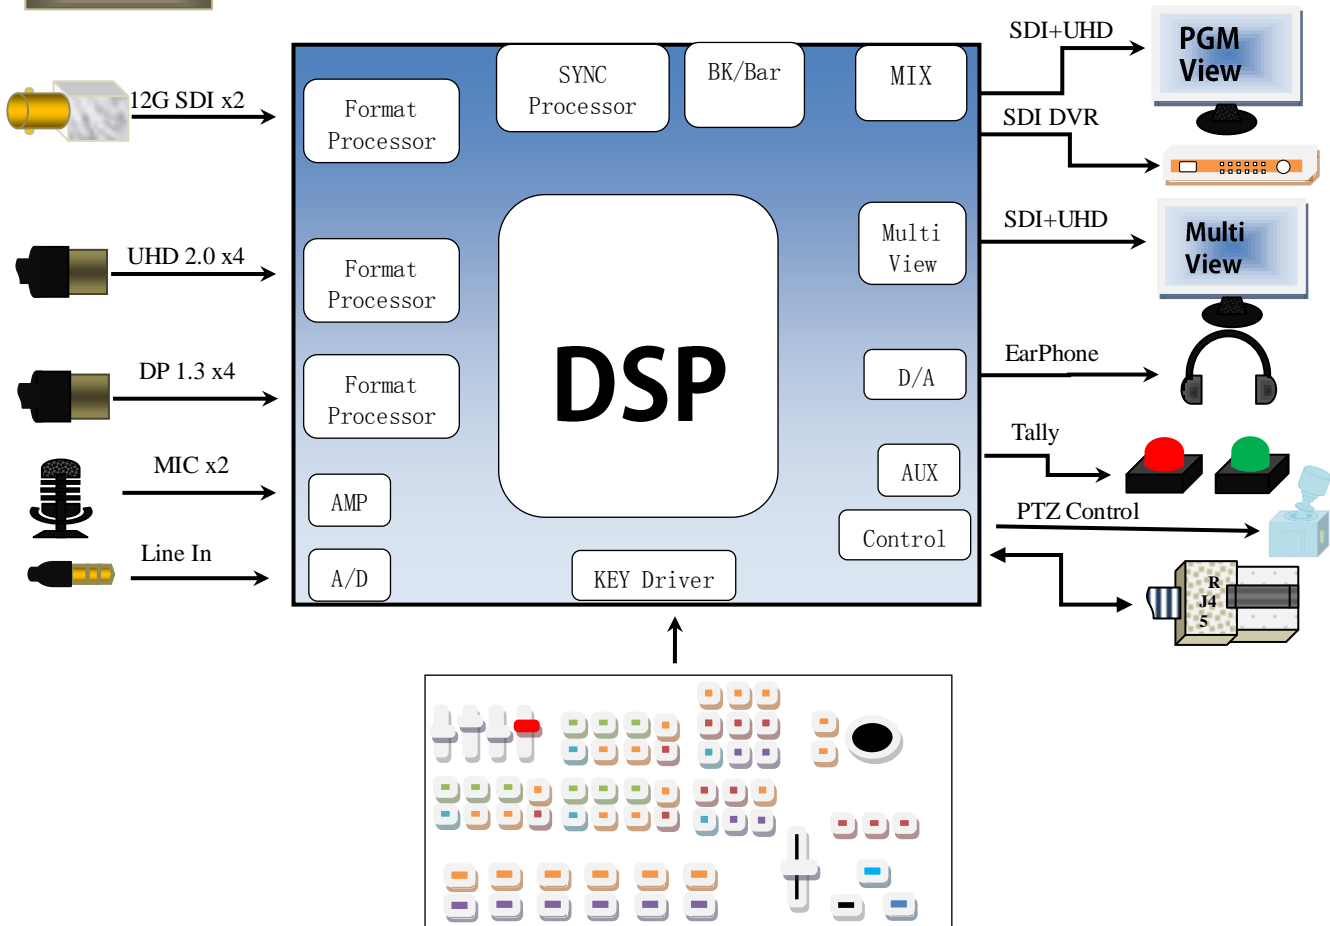 SDI+UHD
PGM
View
SYNC
Processor
BK/Bar
MIX
12G SDI x2
Format
Processor
SDI DVR
UHD 2.0 x4
Format
Processor
Multi
View
SDI+UHD
Multi
View
DP 1.3 x4
Format
Processor
DSP
D/A
EarPhone
MIC x2
AMP
AUX
Tally
Control
PTZ Control
Line In
A/D
KEY Driver
R
J4
5